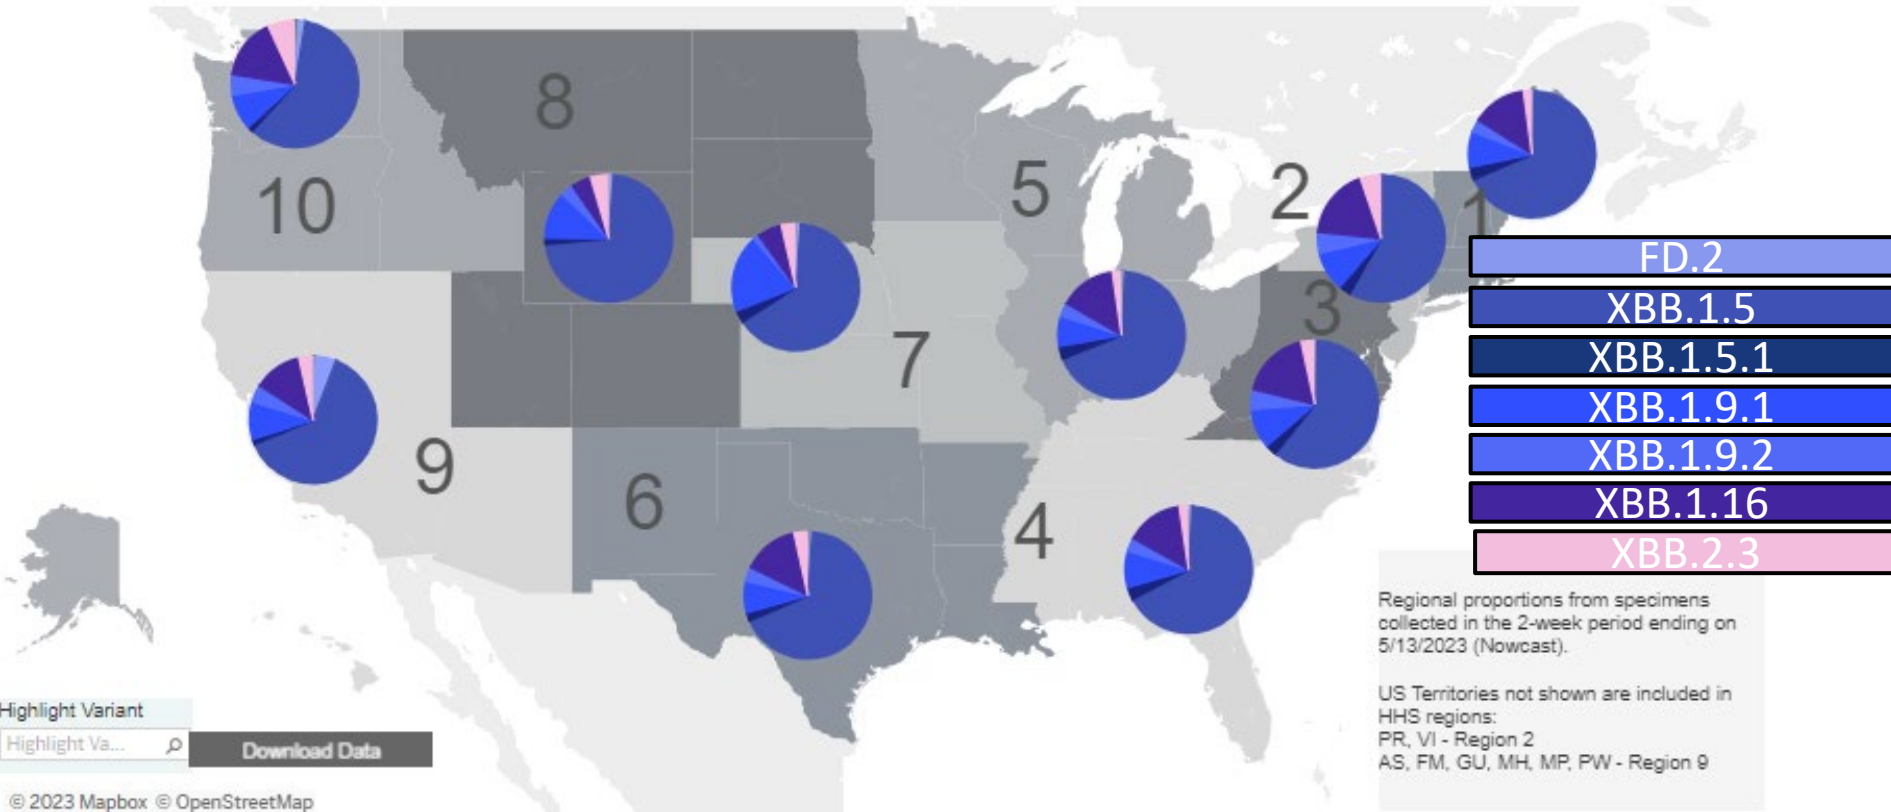 8
10
5
2
1
3
7
9
6
4
FD.2
XBB.1.5
XBB.1.5.1
XBB.1.9.1
XBB.1.9.2
XBB.1.16
XBB.2.3
Regional proportions from specimens
collected in the 2-week period ending on
5/13/2023 (Nowcast).
US Territories not shown are included in
HHS regions:
PR, VI - Region 2
AS, FM, GU, MH, MP, PW - Region 9
Highlight Variant
Highlight Va...
Download Data
© 2023 Mapbox © OpenStreetMap